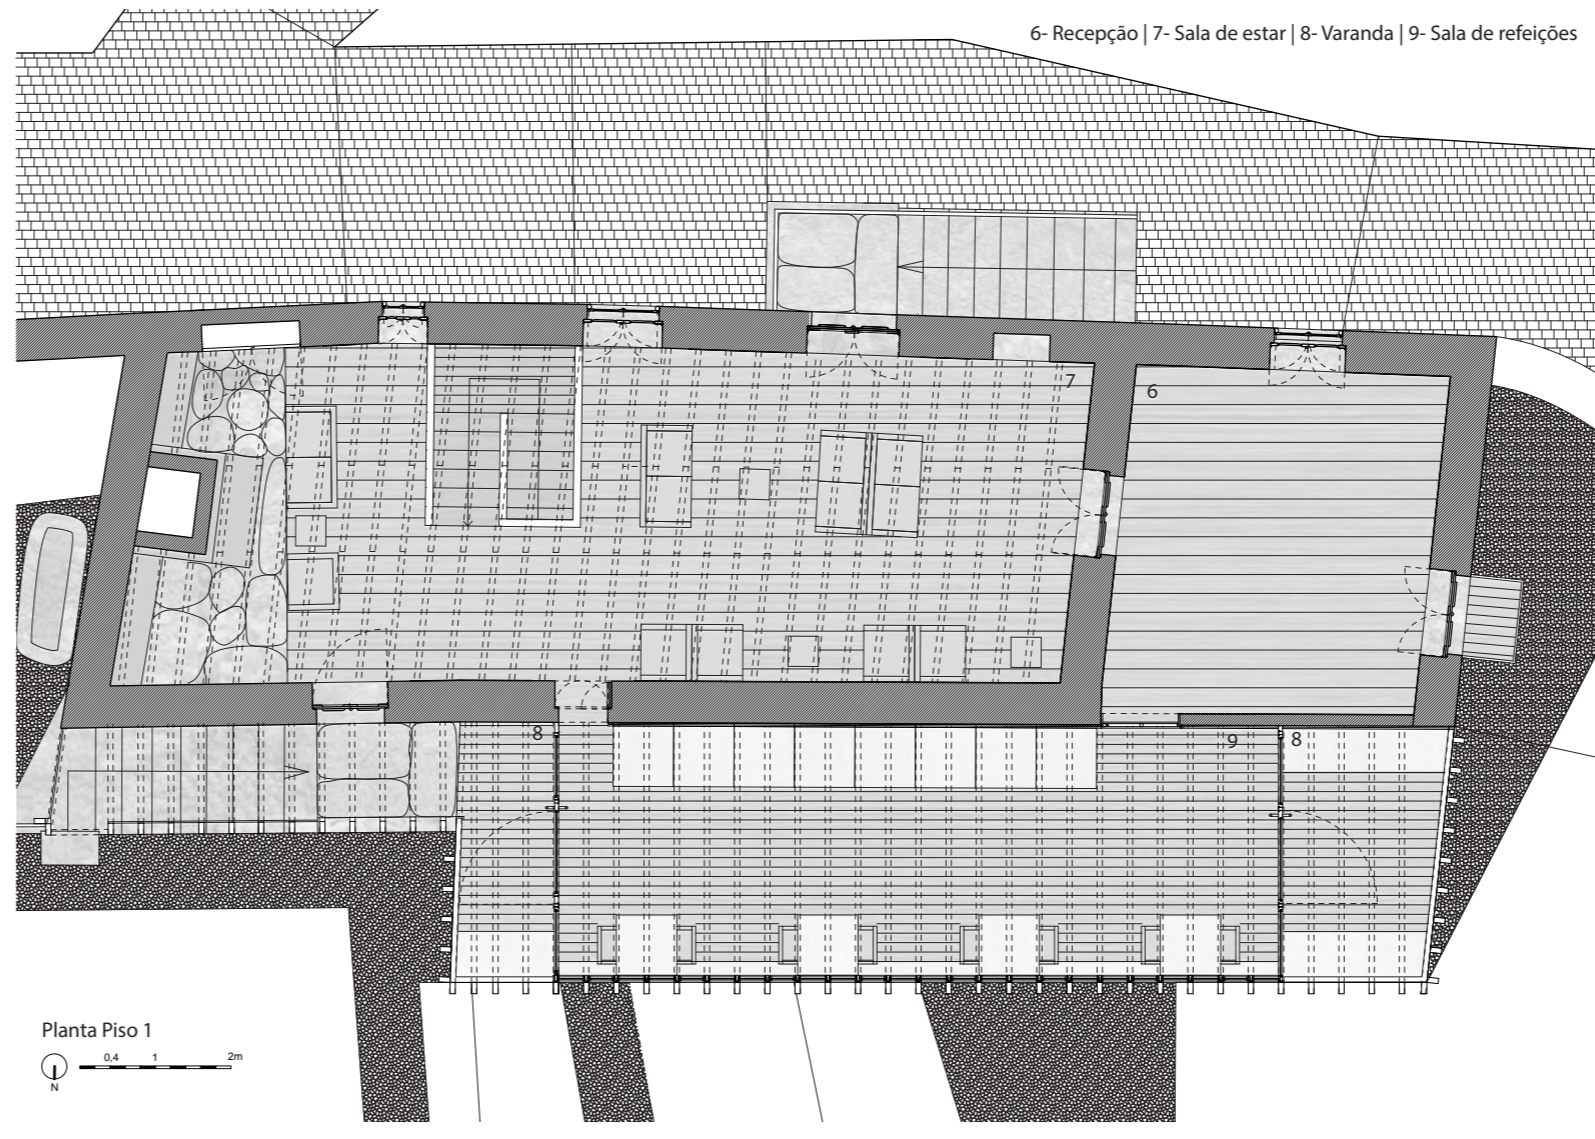 6- Recepção | 7- Sala de estar | 8- Varanda | 9- Sala de refeições
7
6
8
9
8
Planta Piso 1
0,4 1 2m
N